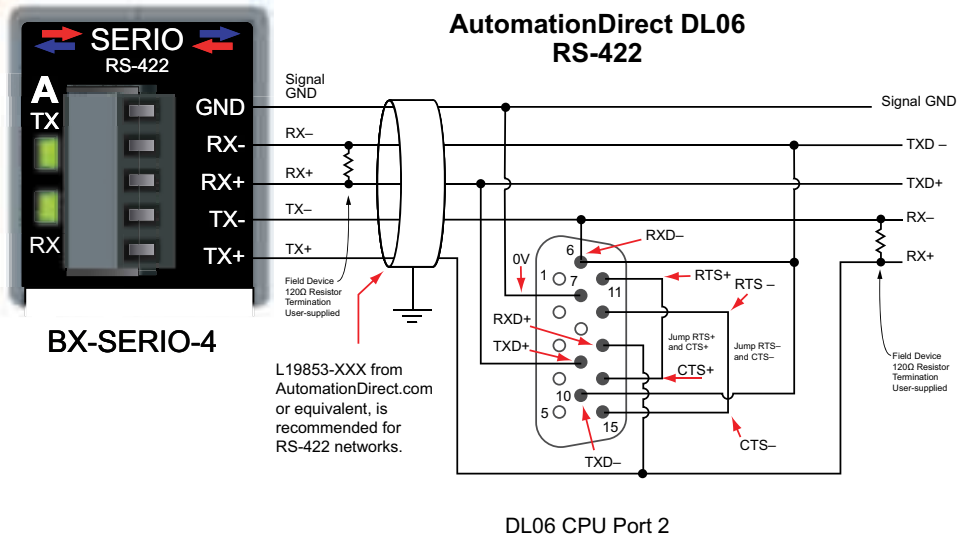 AutomationDirect DL06
RS-422
SERIO
RS-422
A
TX
RX
GND
RX-
RX+
TX-
TX+
BX-SERIO-4
Signal
GND
RX–
RX+
TX–
TX+
Field Device
120Ω Resistor
Termination
User-supplied
L19853-XXX from
AutomationDirect.com
or equivalent, is
recommended for
RS-422 networks.
Signal GND
TXD –
TXD+
RX–
RX+
Field Device
120Ω Resistor
Termination
User-supplied
0V
RXD–
6
1
7
11
RTS+
RTS –
RXD+
TXD+
Jump RTS+
and CTS+
Jump RTS–
and CTS–
CTS+
10
5
15
CTS–
TXD–
DL06 CPU Port 2